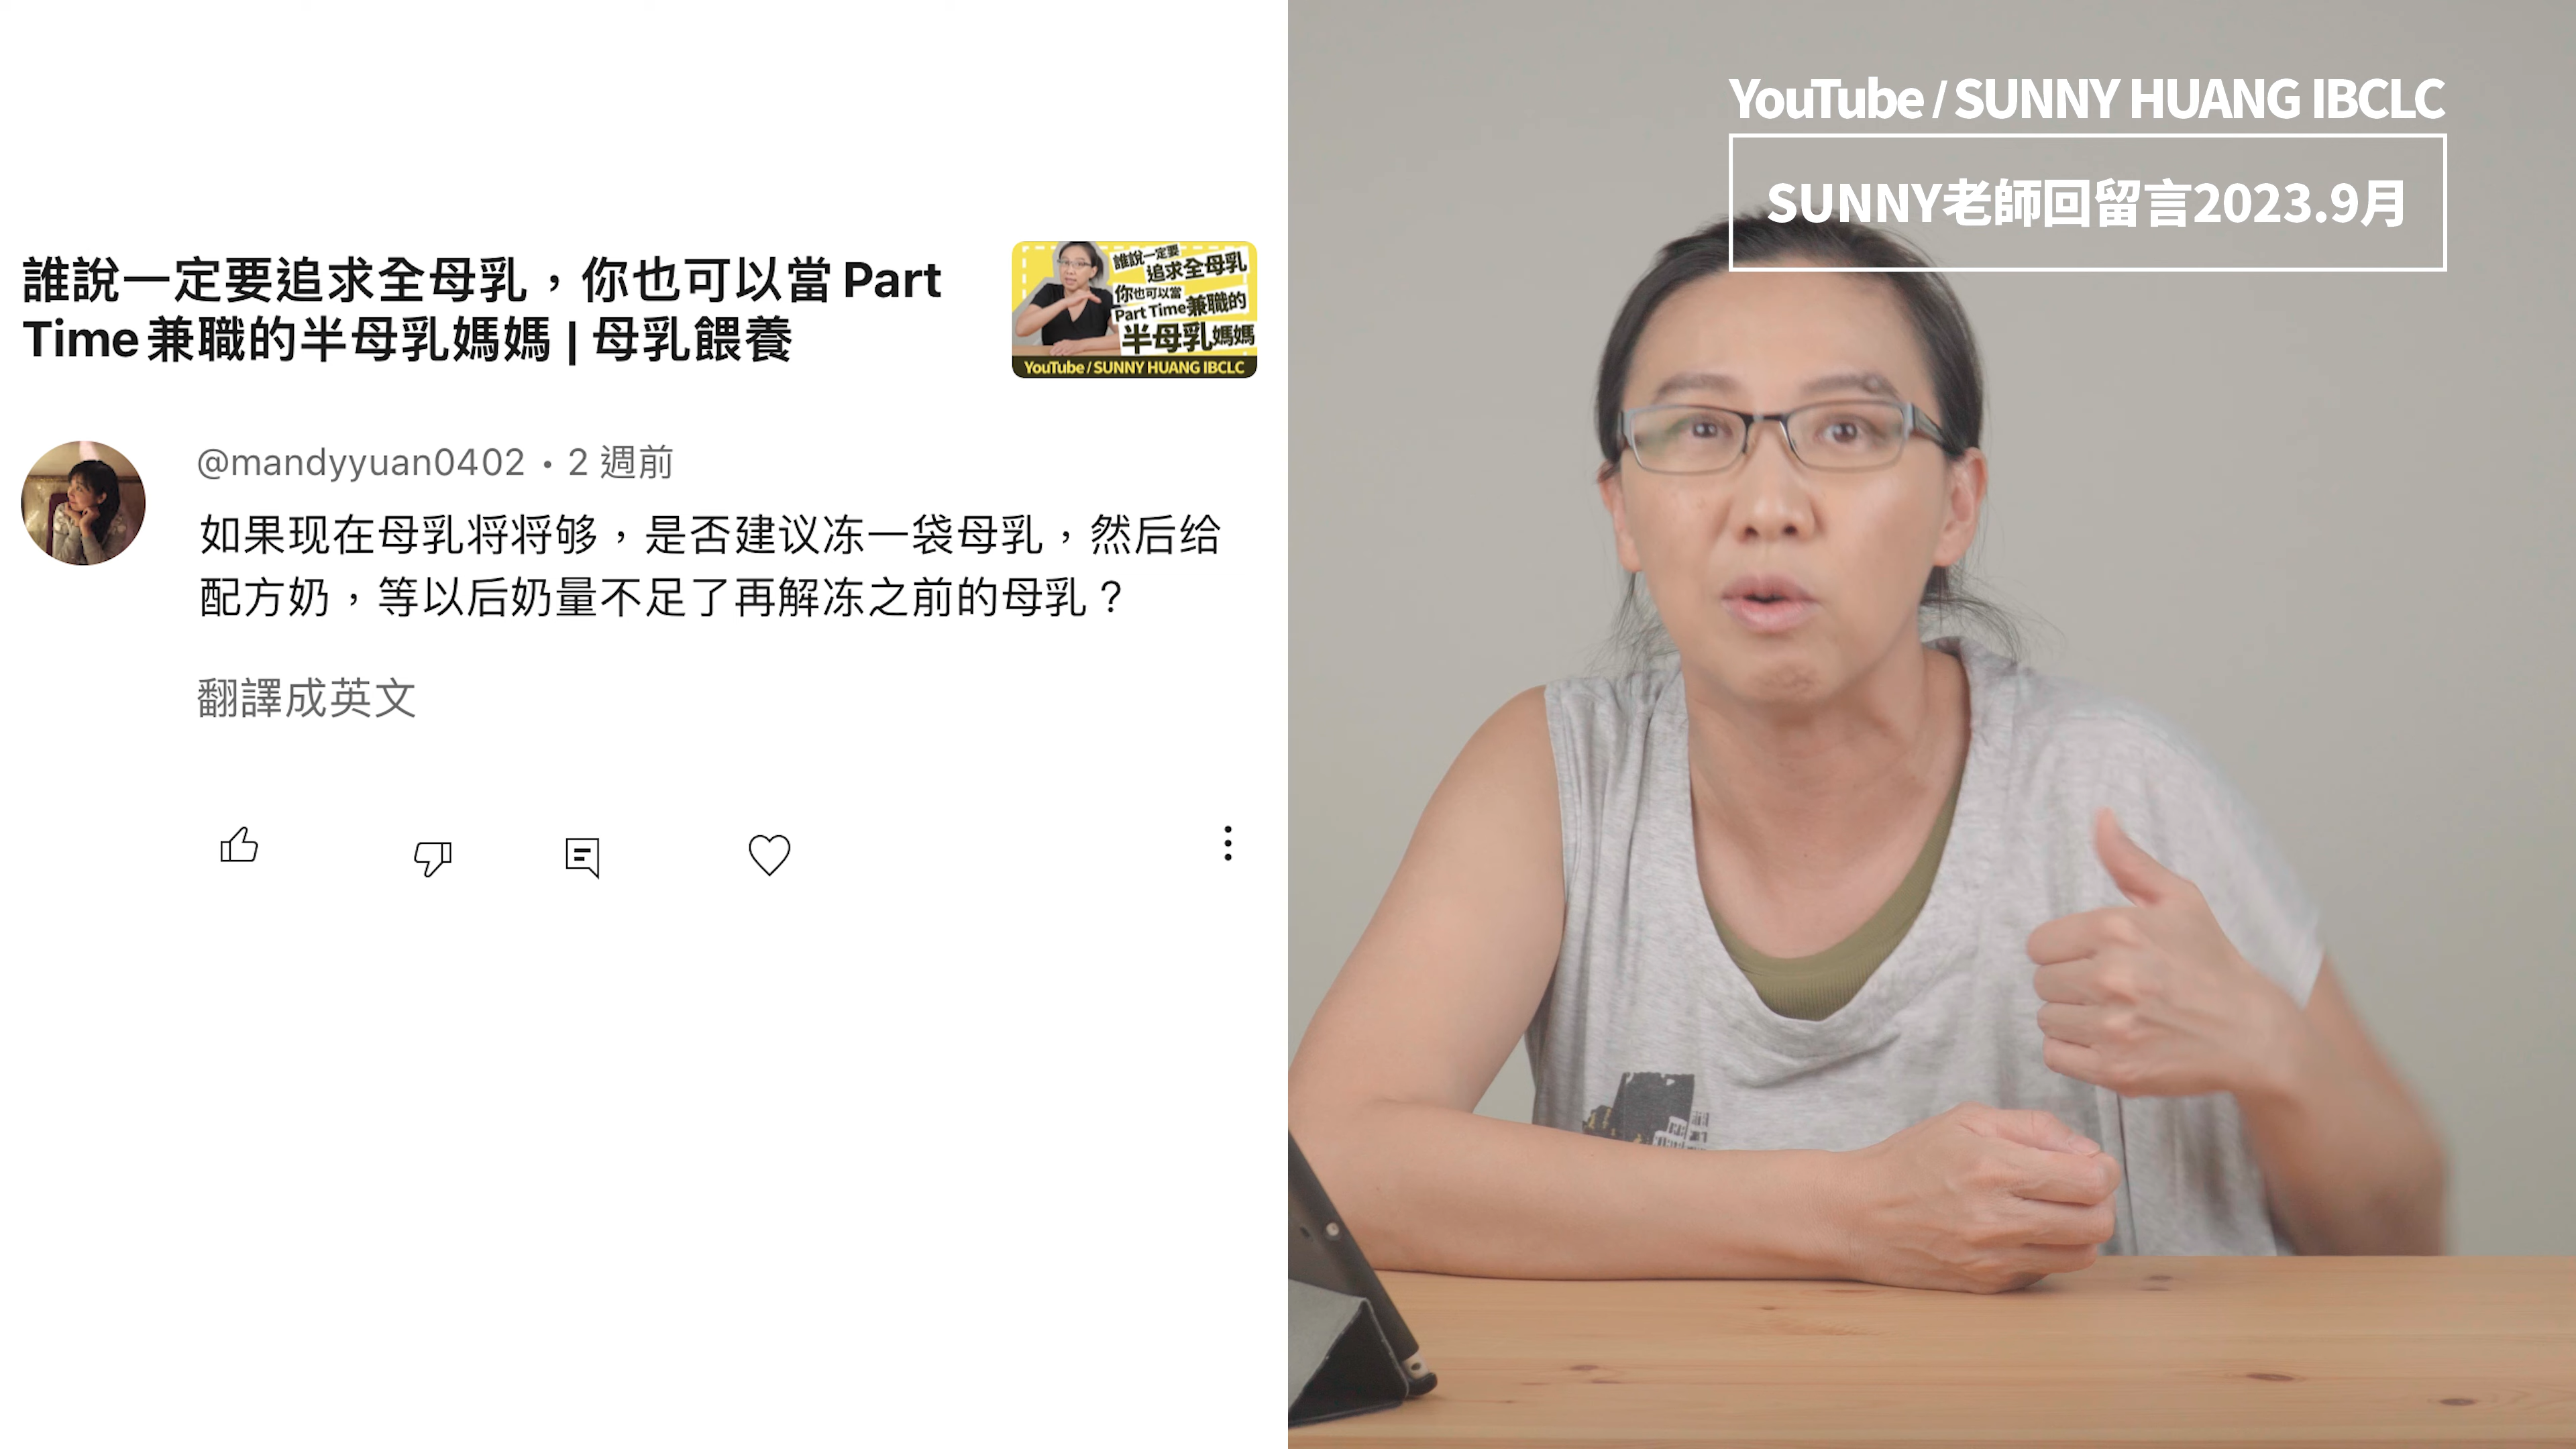 誰說一定要追求全母乳，你也可以當 Part
Time 兼職的半母乳媽媽 | 母乳餵養
誰說一定要
追求全母乳
你也可以當
Part Time兼職的
半母乳媽媽
YouTube / SUNNY HUANG IBCLC
@mandyyuan0402 • 2 週前
如果现在母乳将将够，是否建议冻一袋母乳，然后给
配方奶，等以后奶量不足了再解冻之前的母乳？
翻譯成英文
YouTube / SUNNY HUANG IBCLC
SUNNY老師回留言2023.9月